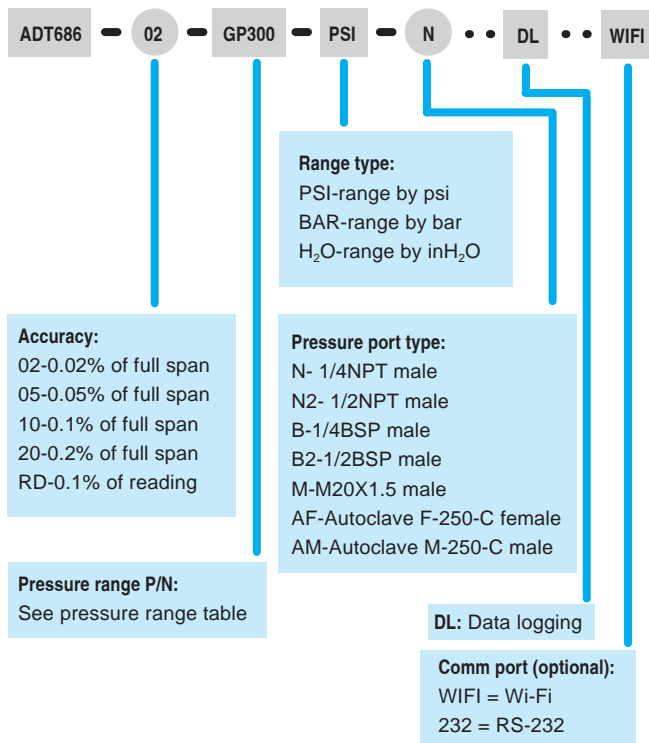 ADT686 – 02 – GP300 – PSI – N • • DL • • WIFI
Range type:
PSI-range by psi
BAR-range by bar
H₂O-range by inH₂O
Accuracy:
02-0.02% of full span
05-0.05% of full span
10-0.1% of full span
20-0.2% of full span
RD-0.1% of reading
Pressure port type:
N- 1/4NPT male
N2- 1/2NPT male
B-1/4BSP male
B2-1/2BSP male
M-M20X1.5 male
AF-Autoclave F-250-C female
AM-Autoclave M-250-C male
Pressure range P/N:
See pressure range table
DL: Data logging
Comm port (optional):
WIFI = Wi-Fi
232 = RS-232